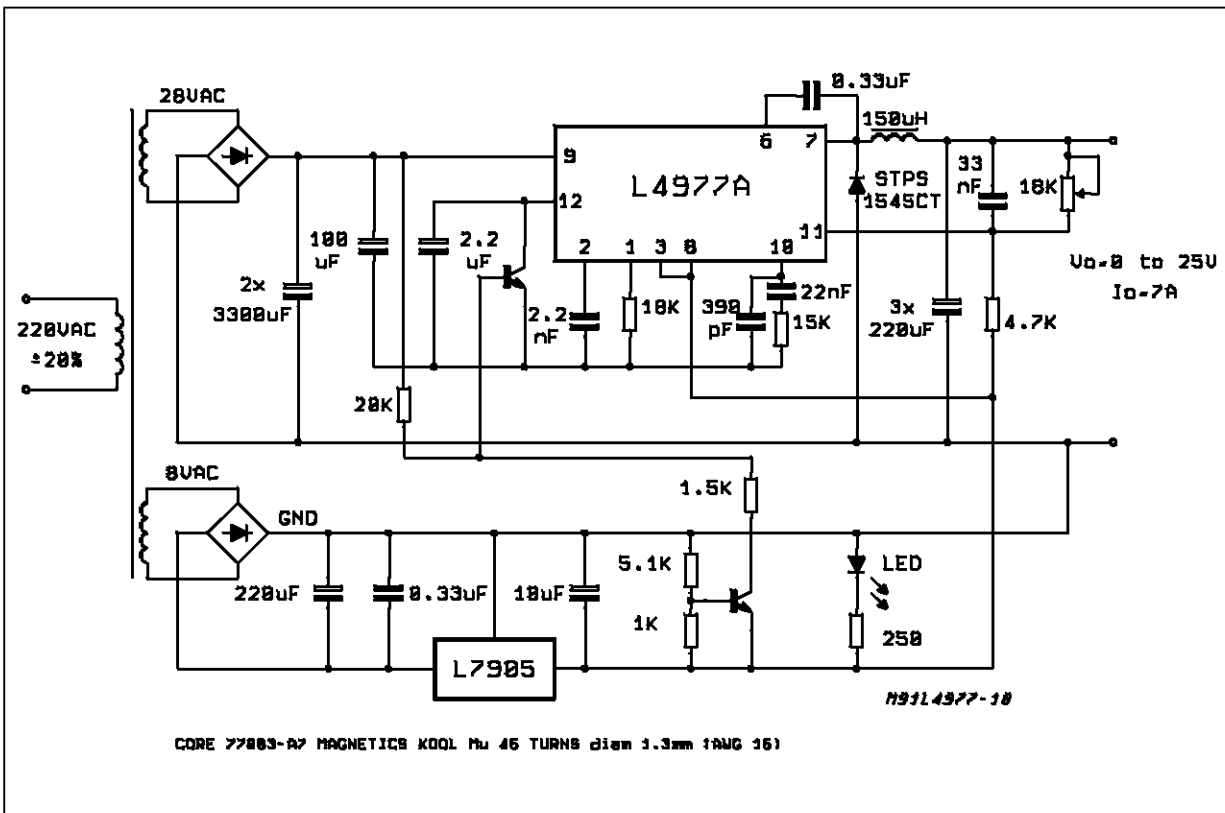 28VAC
0.33uF
150uH
6 7
9
L4977A
STPS
1545CT
33
nF
18K
12
11
2 1 3 8 10
100
uF
2.2
uF
2x
3300uF
2.2
nF
18K
390
pF
22nF
15K
Vo=0 to 25V
Io=7A
3x
220uF
4.7K
220VAC
±20%
20K
8VAC
1.5K
GND
5.1K
LED
220uF
0.33uF
10uF
1K
250
L7905
M91L4977-10
CORE 77083-A7 MAGNETICS KOOL Mu 46 TURNS diam 1.3mm (AWG 16)